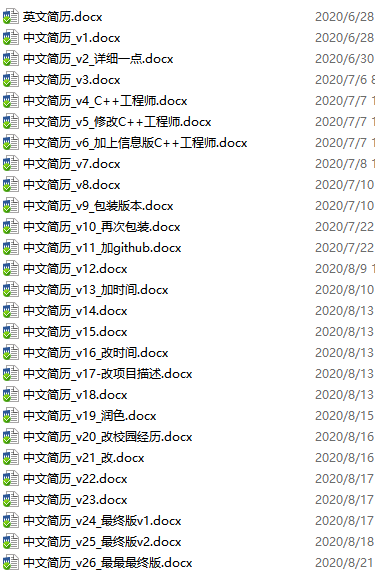 英文简历.docx 2020/6/28
中文简历_v1.docx 2020/6/28
中文简历_v2_详细一点.docx 2020/6/30
中文简历_v3.docx 2020/7/6 8
中文简历_v4_C++工程师.docx 2020/7/7 1
中文简历_v5_修改C++工程师.docx 2020/7/7 1
中文简历_v6_加上信息版C++工程师.docx 2020/7/7 1
中文简历_v7.docx 2020/7/8 1
中文简历_v8.docx 2020/7/10
中文简历_v9_包装版本.docx 2020/7/10
中文简历_v10_再次包装.docx 2020/7/22
中文简历_v11_加github.docx 2020/7/22
中文简历_v12.docx 2020/8/9 1
中文简历_v13_加时间.docx 2020/8/10
中文简历_v14.docx 2020/8/13
中文简历_v15.docx 2020/8/13
中文简历_v16_改时间.docx 2020/8/13
中文简历_v17-改项目描述.docx 2020/8/13
中文简历_v18.docx 2020/8/13
中文简历_v19_润色.docx 2020/8/15
中文简历_v20_改校园经历.docx 2020/8/16
中文简历_v21_改.docx 2020/8/16
中文简历_v22.docx 2020/8/17
中文简历_v23.docx 2020/8/17
中文简历_v24_最终版v1.docx 2020/8/17
中文简历_v25_最终版v2.docx 2020/8/18
中文简历_v26_最最最终版.docx 2020/8/21